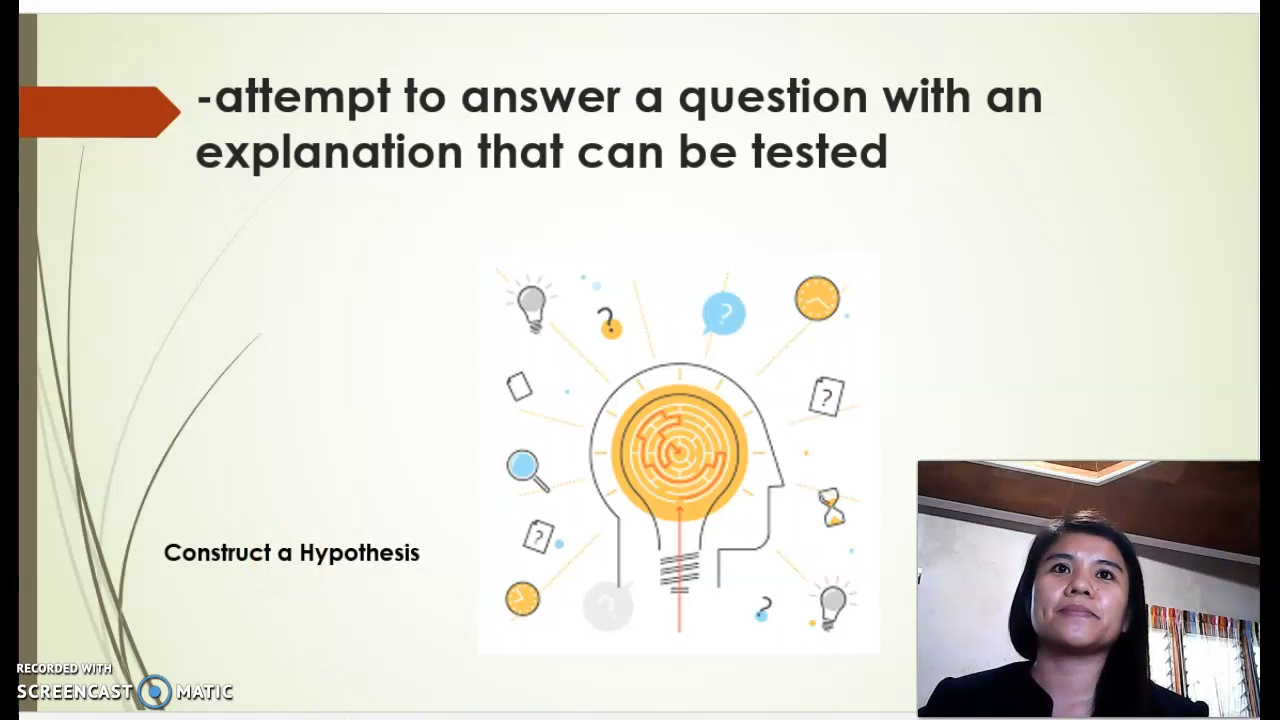 -attempt to answer a question with an
explanation that can be tested
?
?
?
?
?
?
Construct a Hypothesis
RECORDED WITH
SCREENCAST MATIC